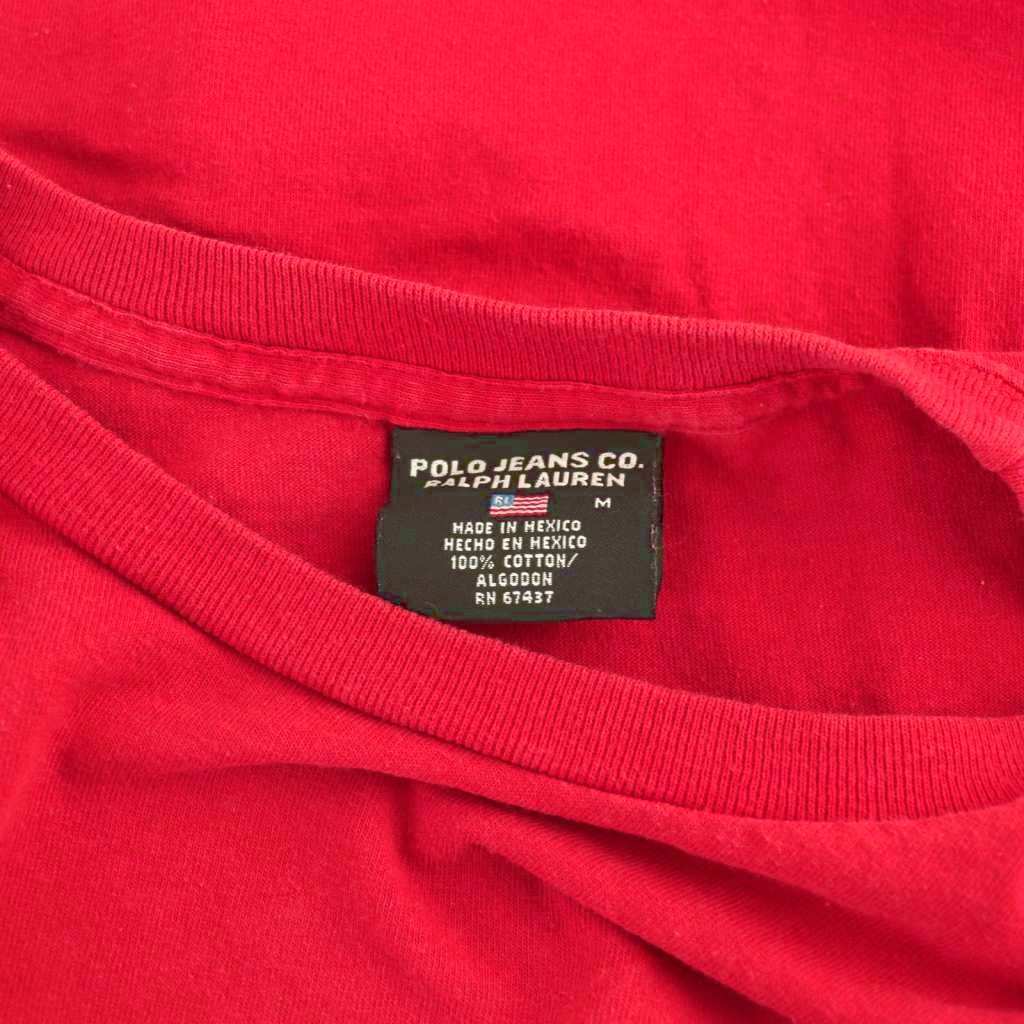 POLO JEANS CO.
RALPH LAUREN
RL M
MADE IN MEXICO
HECHO EN MEXICO
100% COTTON/
ALGODON
RN 67437